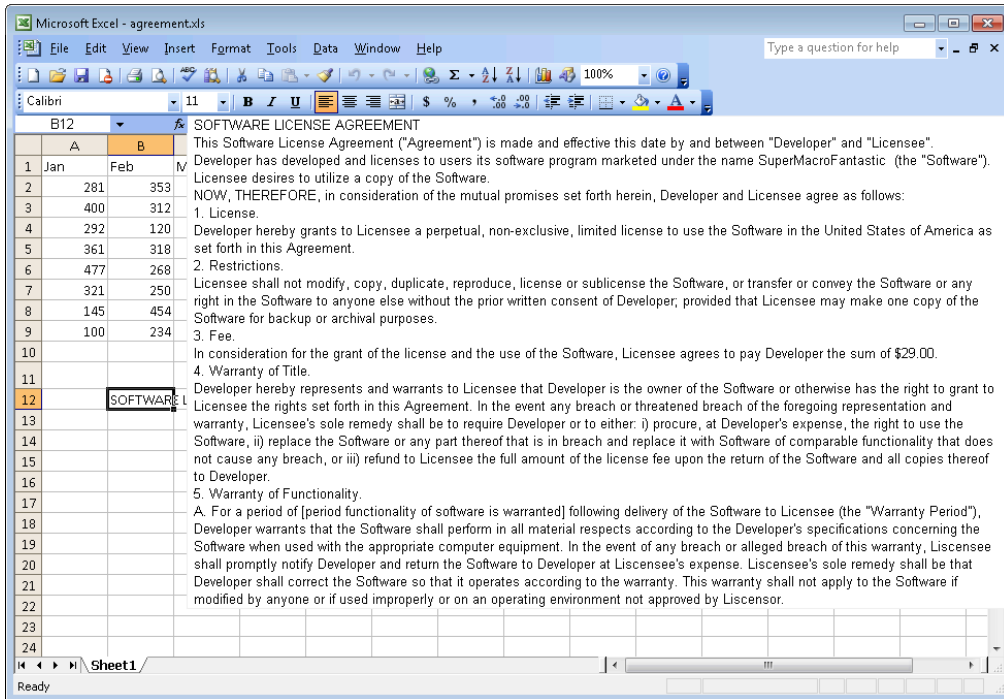 Microsoft Excel - agreement.xls
File Edit View Insert Format Tools Data Window Help Type a question for help
100%
Calibri 11 B I U $ % , .00 .00
B12 fx SOFTWARE LICENSE AGREEMENT
This Software License Agreement ("Agreement") is made and effective this date by and between "Developer" and "Licensee".
Developer has developed and licenses to users its software program marketed under the name SuperMacroFantastic (the "Software").
Licensee desires to utilize a copy of the Software.
NOW, THEREFORE, in consideration of the mutual promises set forth herein, Developer and Licensee agree as follows:
1. License.
Developer hereby grants to Licensee a perpetual, non-exclusive, limited license to use the Software in the United States of America as
set forth in this Agreement.
2. Restrictions.
Licensee shall not modify, copy, duplicate, reproduce, license or sublicense the Software, or transfer or convey the Software or any
right in the Software to anyone else without the prior written consent of Developer; provided that Licensee may make one copy of the
Software for backup or archival purposes.
3. Fee.
In consideration for the grant of the license and the use of the Software, Licensee agrees to pay Developer the sum of $29.00.
4. Warranty of Title.
Developer hereby represents and warrants to Licensee that Developer is the owner of the Software or otherwise has the right to grant to
Licensee the rights set forth in this Agreement. In the event any breach or threatened breach of the foregoing representation and
warranty, Licensee's sole remedy shall be to require Developer or to either: i) procure, at Developer's expense, the right to use the
Software, ii) replace the Software or any part thereof that is in breach and replace it with Software of comparable functionality that does
not cause any breach, or iii) refund to Licensee the full amount of the license fee upon the return of the Software and all copies thereof
to Developer.
5. Warranty of Functionality.
A. For a period of [period functionality of software is warranted] following delivery of the Software to Licensee (the "Warranty Period"),
Developer warrants that the Software shall perform in all material respects according to the Developer's specifications concerning the
Software when used with the appropriate computer equipment. In the event of any breach or alleged breach of this warranty, Liscensee
shall promptly notify Developer and return the Software to Developer at Liscensee's expense. Liscensee's sole remedy shall be that
Developer shall correct the Software so that it operates according to the warranty. This warranty shall not apply to the Software if
modified by anyone or if used improperly or on an operating environment not approved by Liscensor.
A B
1 Jan Feb M
2 281 353
3 400 312
4 292 120
5 361 318
6 477 268
7 321 250
8 145 454
9 100 234
10
11
12 SOFTWARE L
13
14
15
16
17
18
19
20
21
22
23
24
Sheet1
Ready